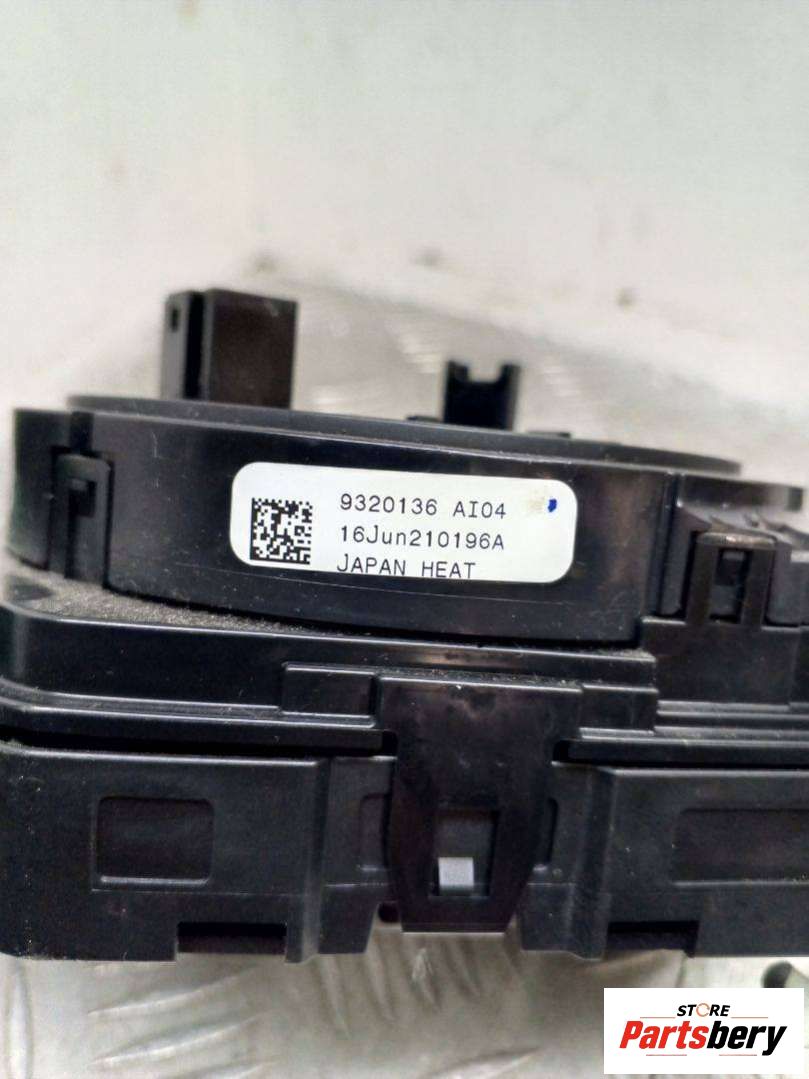 9320136 AI04
16Jun210196A
JAPAN HEAT
STORE
Partsbery